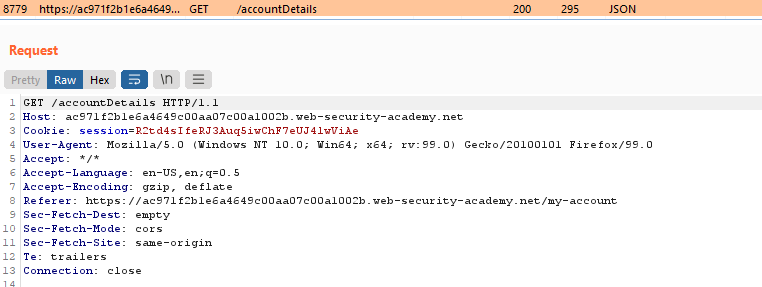 8779 https://ac971f2b1e6a4649... GET /accountDetails 200 295 JSON
Request
Pretty Raw Hex \n
1 GET /accountDetails HTTP/1.1
2 Host: ac971f2b1e6a4649c00aa07c00a1002b.web-security-academy.net
3 Cookie: session=R2td4sIfeRJ3Auq5iwChF7eUJ4lwViAe
4 User-Agent: Mozilla/5.0 (Windows NT 10.0; Win64; x64; rv:99.0) Gecko/20100101 Firefox/99.0
5 Accept: */*
6 Accept-Language: en-US,en;q=0.5
7 Accept-Encoding: gzip, deflate
8 Referer: https://ac971f2b1e6a4649c00aa07c00a1002b.web-security-academy.net/my-account
9 Sec-Fetch-Dest: empty
10 Sec-Fetch-Mode: cors
11 Sec-Fetch-Site: same-origin
12 Te: trailers
13 Connection: close
14